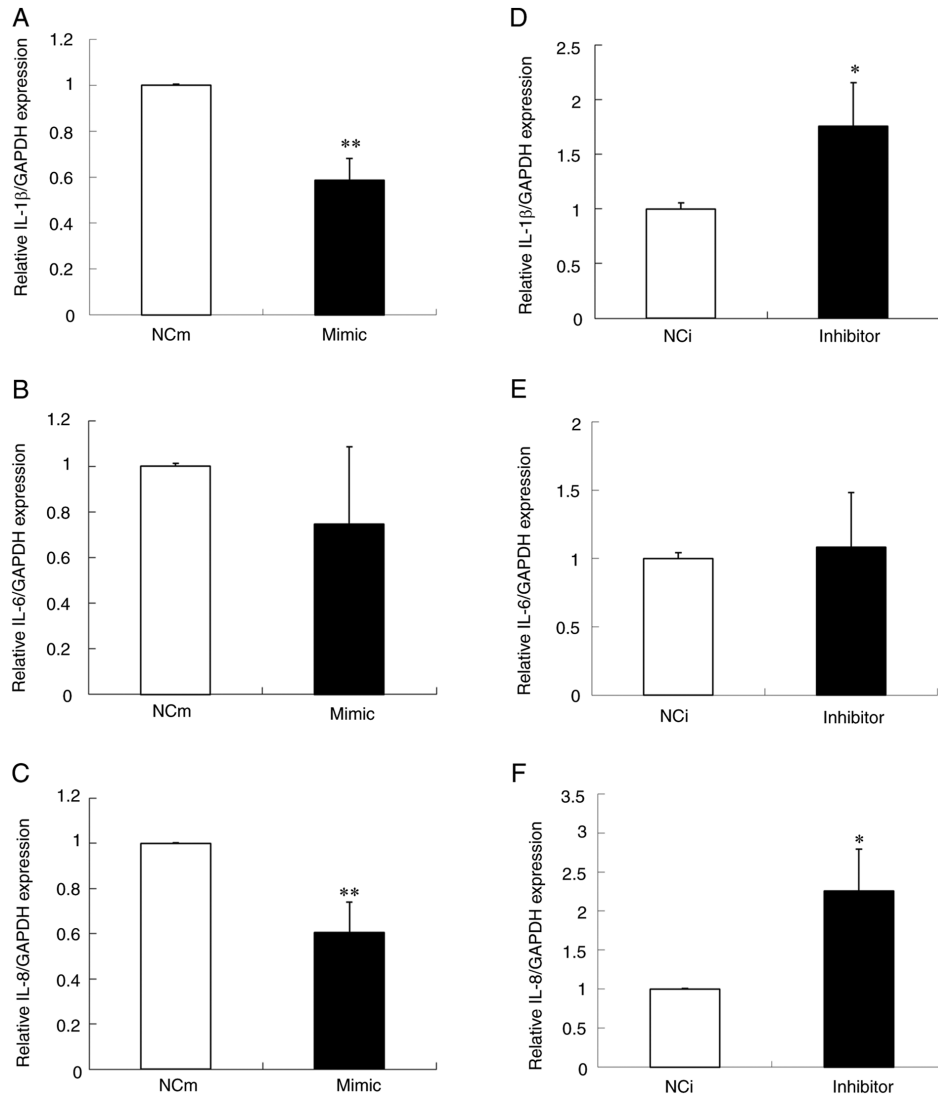 A
Relative IL-1β/GAPDH expression
1.2
1
0.8
0.6
0.4
0.2
0
**
NCm
Mimic
D
Relative IL-1β/GAPDH expression
2.5
2
1.5
1
0.5
0
*
NCi
Inhibitor
B
Relative IL-6/GAPDH expression
1.2
1
0.8
0.6
0.4
0.2
0
NCm
Mimic
E
Relative IL-6/GAPDH expression
2
1.5
1
0.5
0
NCi
Inhibitor
C
Relative IL-8/GAPDH expression
1.2
1
0.8
0.6
0.4
0.2
0
**
NCm
Mimic
F
Relative IL-8/GAPDH expression
3.5
3
2.5
2
1.5
1
0.5
0
*
NCi
Inhibitor